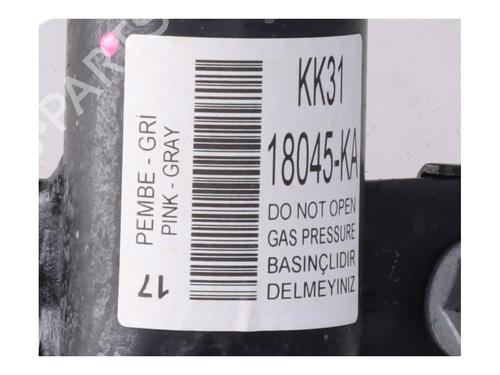 KK31
18045-KA
DO NOT OPEN
GAS PRESSURE
BASINÇLIDIR
DELMEYINIZ
PEMBE - GRİ
PINK - GRAY
17